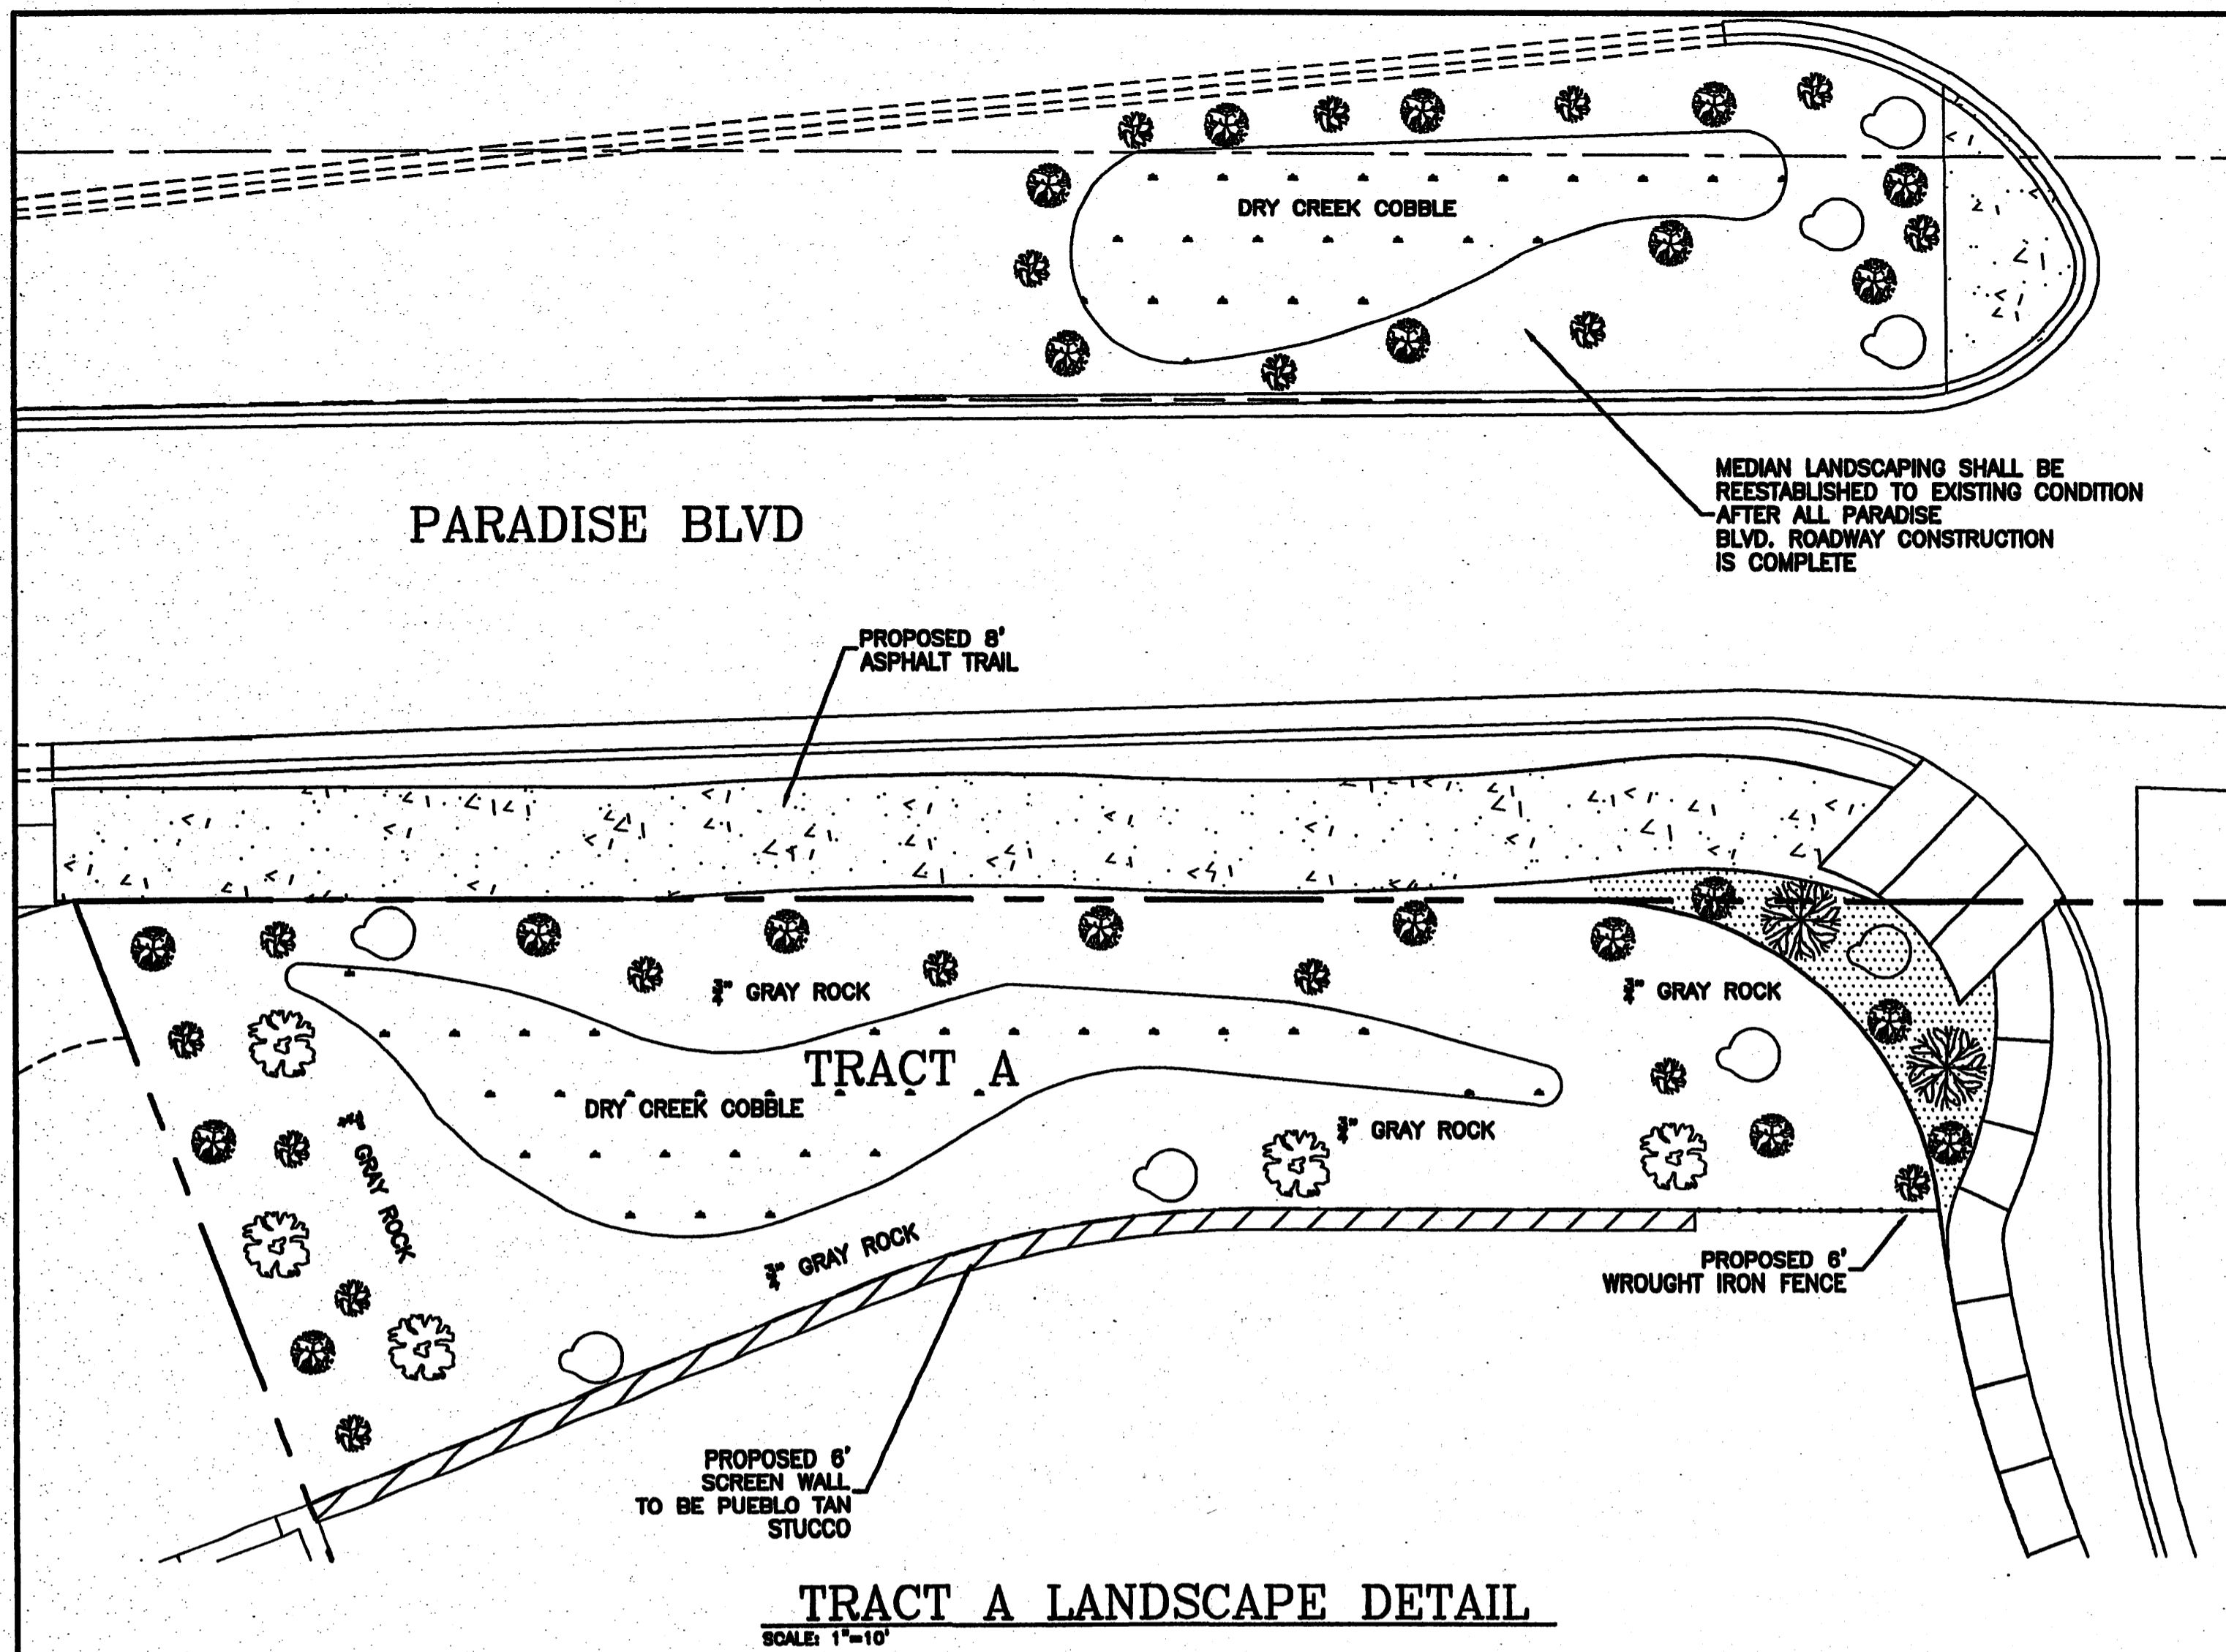 DRY CREEK COBBLE
MEDIAN LANDSCAPING SHALL BE
REESTABLISHED TO EXISTING CONDITION
AFTER ALL PARADISE
BLVD. ROADWAY CONSTRUCTION
IS COMPLETE
PARADISE BLVD
PROPOSED 8'
ASPHALT TRAIL
3/4" GRAY ROCK
3/4" GRAY ROCK
TRACT A
DRY CREEK COBBLE
3/4" GRAY ROCK
GRAY ROCK
3/4" GRAY ROCK
PROPOSED 6'
WROUGHT IRON FENCE
PROPOSED 6'
SCREEN WALL
TO BE PUEBLO TAN
STUCCO
TRACT A LANDSCAPE DETAIL
SCALE: 1"=10'